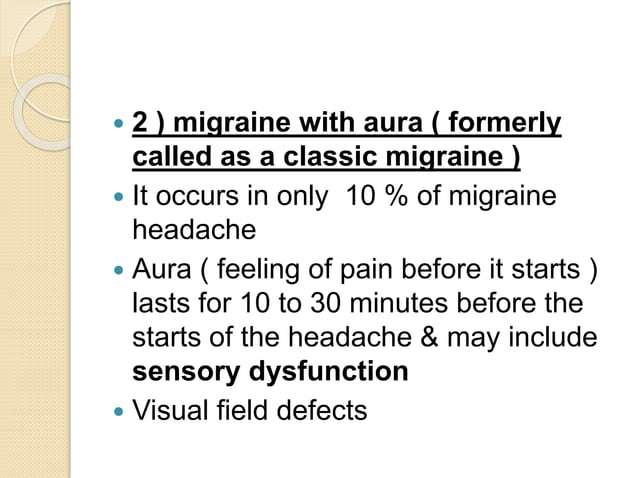 2 ) migraine with aura ( formerly
called as a classic migraine )
It occurs in only 10 % of migraine
headache
Aura ( feeling of pain before it starts )
lasts for 10 to 30 minutes before the
starts of the headache & may include
sensory dysfunction
Visual field defects